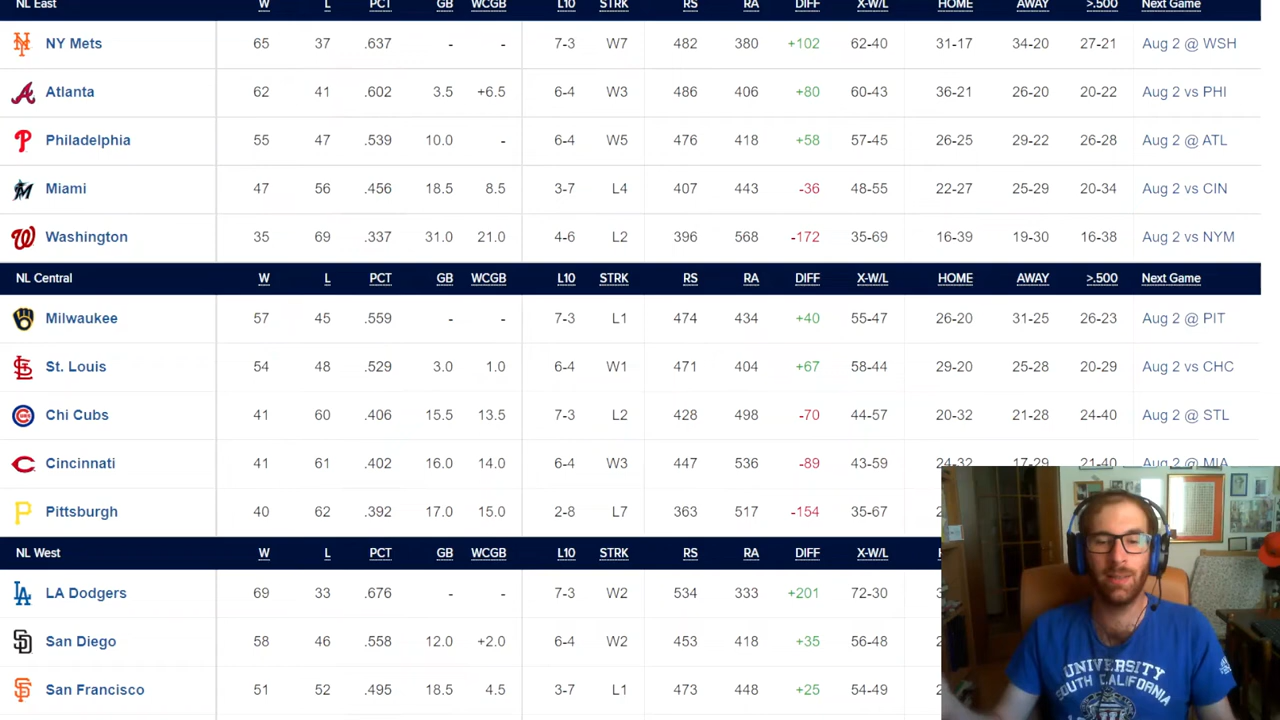 NL East W L PCT GB WCGB L10 STRK RS RA DIFF X-W/L HOME AWAY >.500 Next Game
NY Mets 65 37 .637 - - 7-3 W7 482 380 +102 62-40 31-17 34-20 27-21 Aug 2 @ WSH
Atlanta 62 41 .602 3.5 +6.5 6-4 W3 486 406 +80 60-43 36-21 26-20 20-22 Aug 2 vs PHI
Philadelphia 55 47 .539 10.0 - 6-4 W5 476 418 +58 57-45 26-25 29-22 26-28 Aug 2 @ ATL
Miami 47 56 .456 18.5 8.5 3-7 L4 407 443 -36 48-55 22-27 25-29 20-34 Aug 2 vs CIN
Washington 35 69 .337 31.0 21.0 4-6 L2 396 568 -172 35-69 16-39 19-30 16-38 Aug 2 vs NYM
NL Central W L PCT GB WCGB L10 STRK RS RA DIFF X-W/L HOME AWAY >.500 Next Game
Milwaukee 57 45 .559 - - 7-3 L1 474 434 +40 55-47 26-20 31-25 26-23 Aug 2 @ PIT
St. Louis 54 48 .529 3.0 1.0 6-4 W1 471 404 +67 58-44 29-20 25-28 20-29 Aug 2 vs CHC
Chi Cubs 41 60 .406 15.5 13.5 7-3 L2 428 498 -70 44-57 20-32 21-28 24-40 Aug 2 @ STL
Cincinnati 41 61 .402 16.0 14.0 6-4 W3 447 536 -89 43-59 24-32 17-29 21-40 Aug 2 @ MIA
Pittsburgh 40 62 .392 17.0 15.0 2-8 L7 363 517 -154 35-67
NL West W L PCT GB WCGB L10 STRK RS RA DIFF X-W/L
LA Dodgers 69 33 .676 - - 7-3 W2 534 333 +201 72-30
San Diego 58 46 .558 12.0 +2.0 6-4 W2 453 418 +35 56-48
San Francisco 51 52 .495 18.5 4.5 3-7 L1 473 448 +25 54-49
UNIVERSITY
SOUTH CALIFORNIA